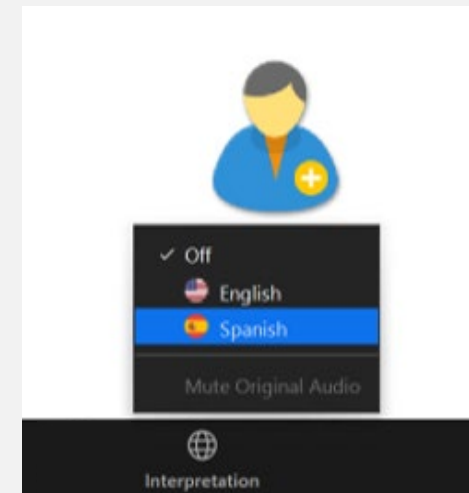 Off
English
Spanish
Mute Original Audio
Interpretation